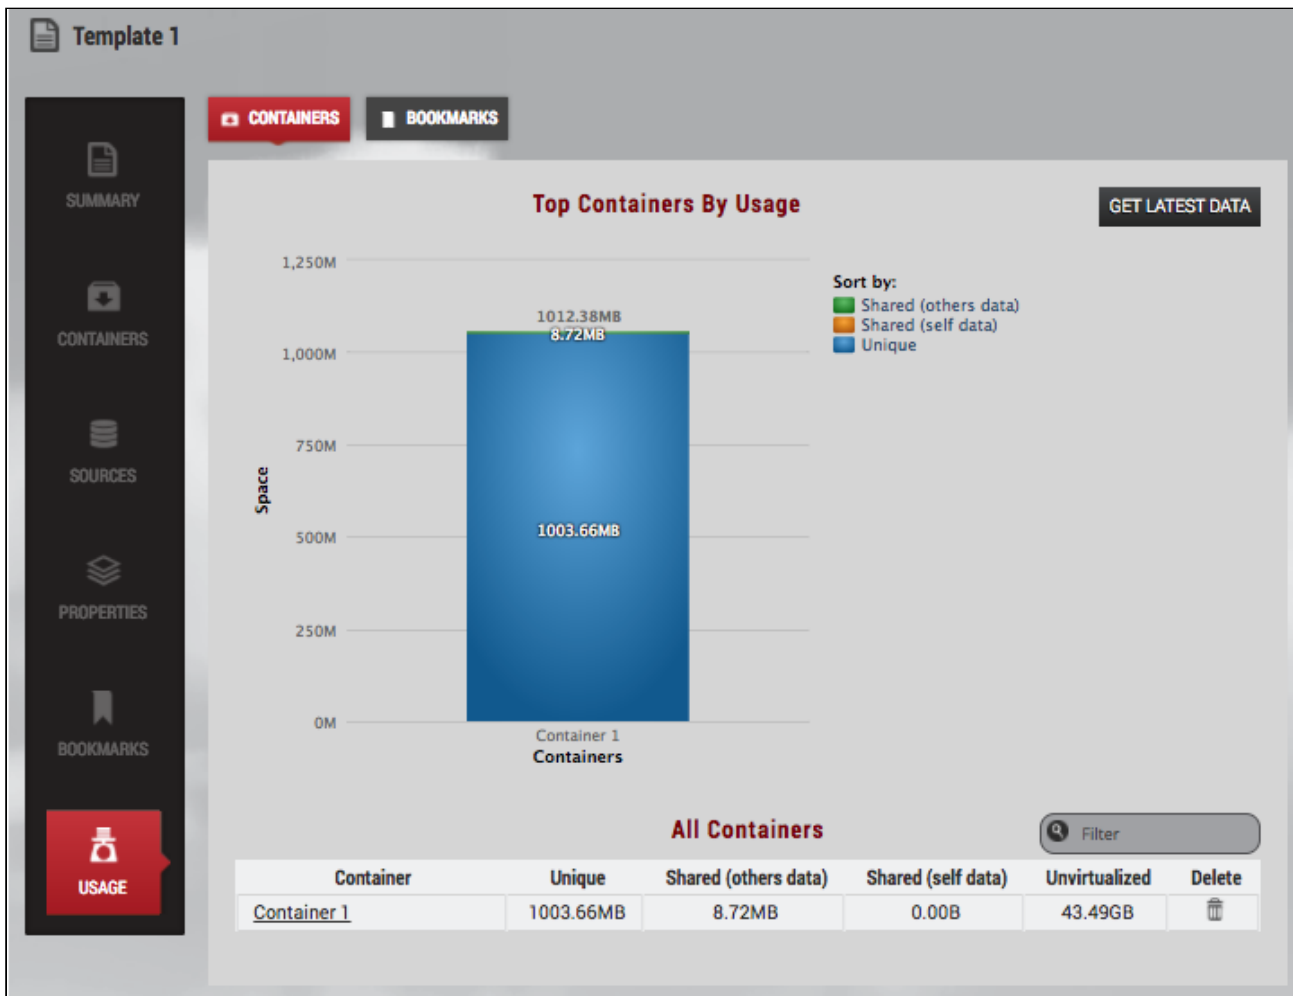 Template 1
CONTAINERS
BOOKMARKS
SUMMARY
CONTAINERS
SOURCES
PROPERTIES
BOOKMARKS
USAGE
Top Containers By Usage
GET LATEST DATA
Sort by:
Shared (others data)
Shared (self data)
Unique
1,250M
1,000M
750M
500M
250M
0M
Space
1012.38MB
8.72MB
1003.66MB
Container 1
Containers
All Containers
Filter
Container Unique Shared (others data) Shared (self data) Unvirtualized Delete
Container 1 1003.66MB 8.72MB 0.00B 43.49GB